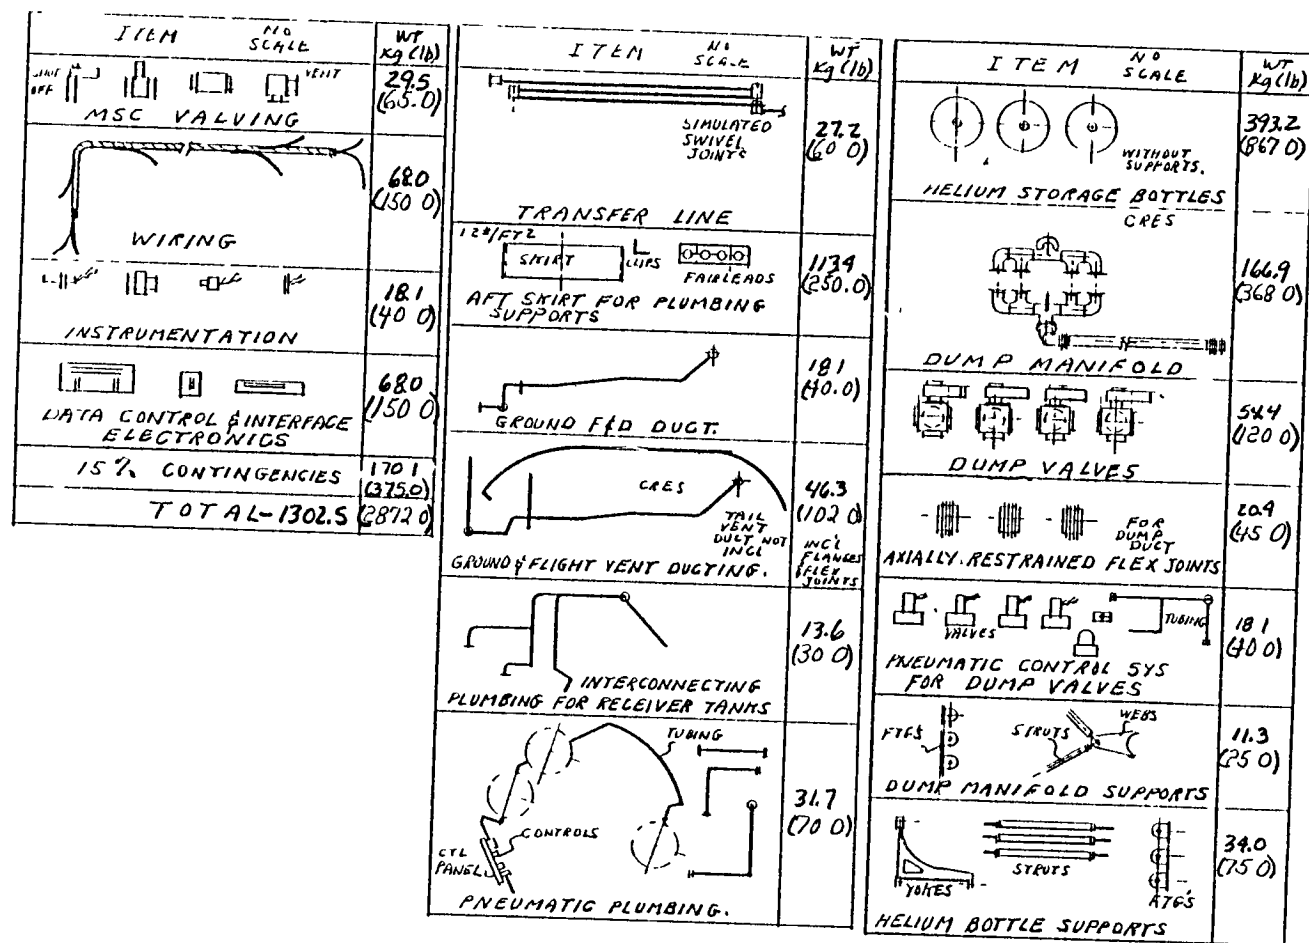 ITEM NO SCALE WT Kg (lb)
SHUT OFF VENT
MSC VALVING 29.5 (65.0)
WIRING 68.0 (150 0)
INSTRUMENTATION 18.1 (40 0)
DATA CONTROL & INTERFACE
ELECTRONICS 68.0 (150 0)
15% CONTINGENCIES 170 1 (375.0)
TOTAL-1302.5 (2872 0)
ITEM NO SCALE WT Kg (lb)
SIMULATED
SWIVEL
JOINTS
TRANSFER LINE 27.2 (60 0)
12#/FT2
SKIRT CLIPS FAIRLEADS
AFT SKIRT FOR PLUMBING
SUPPORTS 113.4 (250.0)
GROUND F&D DUCT. 18 1 (40.0)
CRES
TAIL
VENT
DUCT NOT
INCL
GROUND & FLIGHT VENT DUCTING. 46.3 (102 0)
INC'L
FLANGES
& FLEX
JOINTS
INTERCONNECTING
PLUMBING FOR RECEIVER TANKS 13.6 (30 0)
TUBING
CONTROLS
CTL
PANEL
PNEUMATIC PLUMBING. 31.7 (70 0)
ITEM NO SCALE WT Kg (lb)
WITHOUT
SUPPORTS.
HELIUM STORAGE BOTTLES 393.2 (867 0)
CRES
DUMP MANIFOLD 166.9 (368 0)
DUMP VALVES 54.4 (120 0)
FOR
DUMP
DUCT
AXIALLY RESTRAINED FLEX JOINTS 20.4 (45 0)
VALVES TUBING
PNEUMATIC CONTROL SYS
FOR DUMP VALVES 18 1 (40 0)
FTGS STRUTS WEBS
DUMP MANIFOLD SUPPORTS 11.3 (25 0)
YOKES STRUTS FTG'S
HELIUM BOTTLE SUPPORTS 34.0 (75 0)